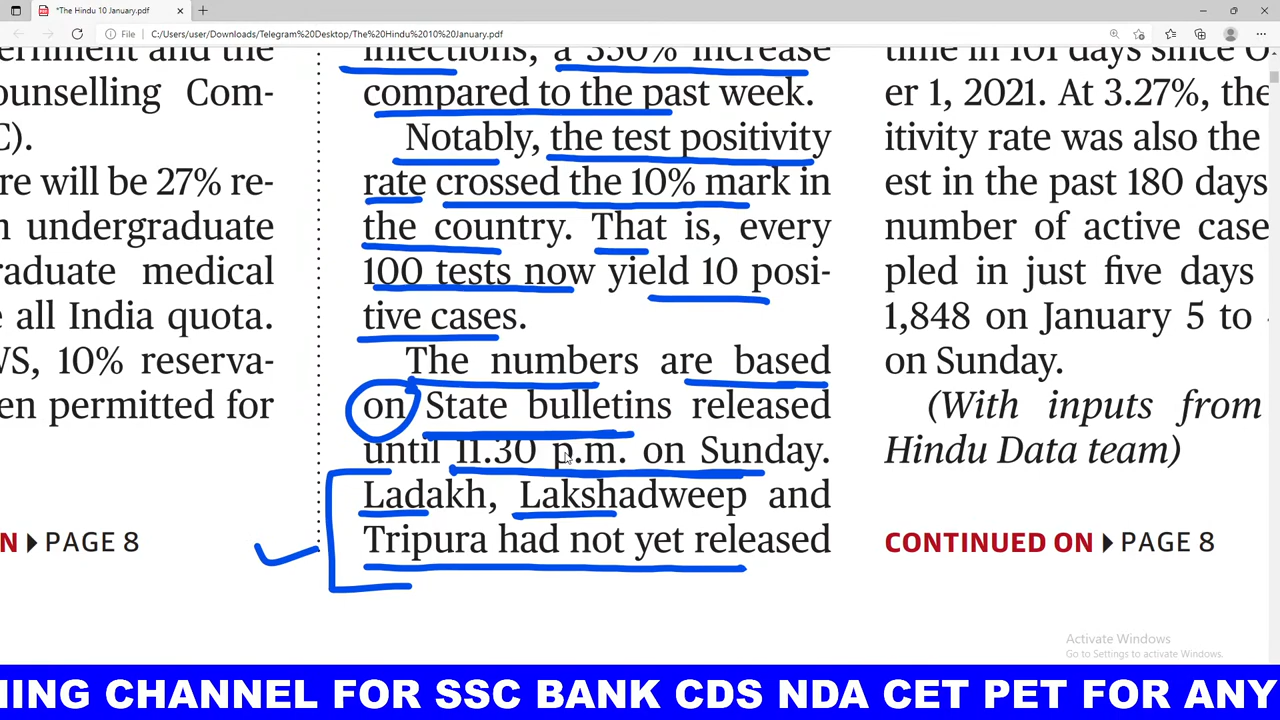 *The Hindu 10 January.pdf
File
C:/Users/user/Downloads/Telegram%20Desktop/The%20Hindu%2010%20January.pdf
ernment and the
ounselling Com-
C).
re will be 27% re-
n undergraduate
raduate medical
e all India quota.
WS, 10% reserva-
en permitted for
N PAGE 8
infections, a 350% increase
compared to the past week.
Notably, the test positivity
rate crossed the 10% mark in
the country. That is, every
100 tests now yield 10 posi-
tive cases.
The numbers are based
on State bulletins released
until 11.30 p.m. on Sunday.
Ladakh, Lakshadweep and
Tripura had not yet released
time in 101 days since O
er 1, 2021. At 3.27%, the
itivity rate was also the
est in the past 180 days
number of active case
pled in just five days
1,848 on January 5 to
on Sunday.
(With inputs from
Hindu Data team)
CONTINUED ON PAGE 8
Activate Windows
Go to Settings to activate Windows.
NING CHANNEL FOR SSC BANK CDS NDA CET PET FOR ANY